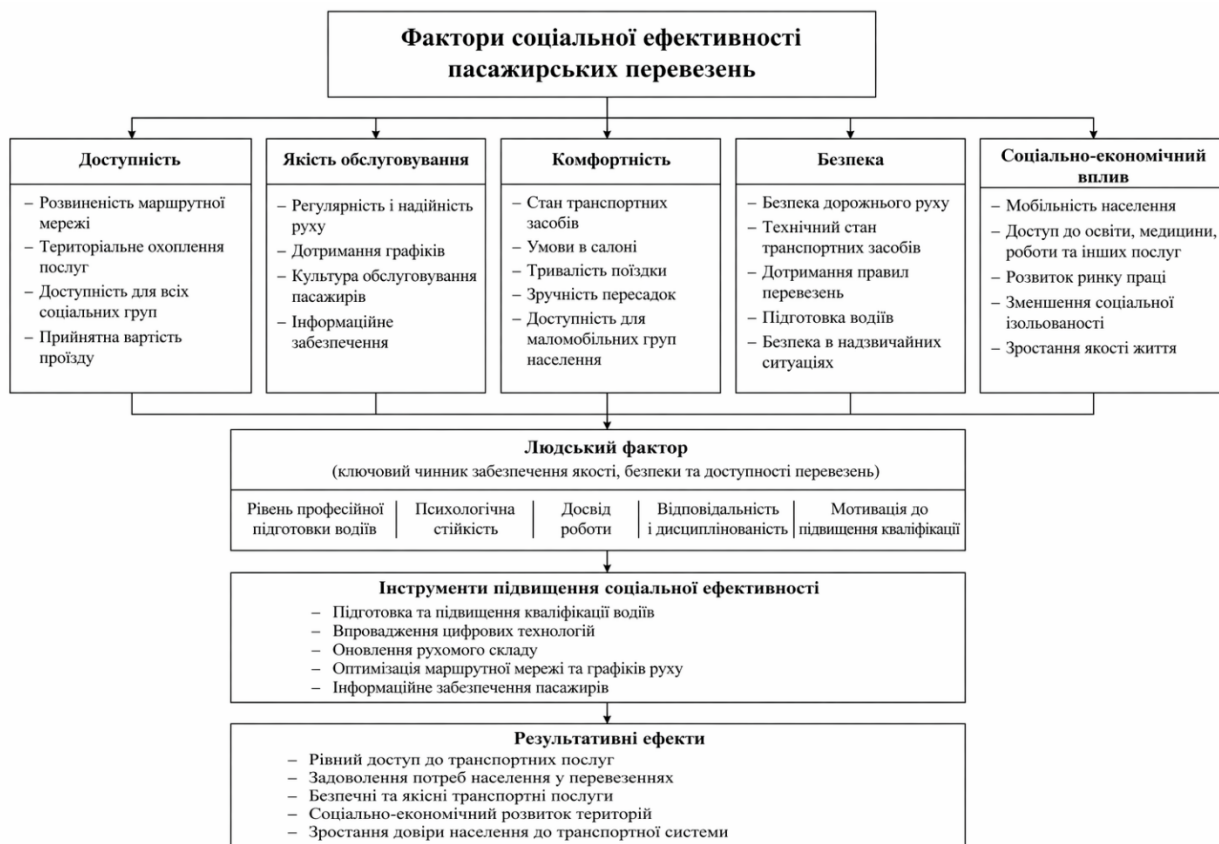 Фактори соціальної ефективності
пасажирських перевезень
Доступність
– Розвиненість маршрутної
мережі
– Територіальне охоплення
послуг
– Доступність для всіх
соціальних груп
– Прийнятна вартість
проїзду
Якість обслуговування
– Регулярність і надійність
руху
– Дотримання графіків
– Культура обслуговування
пасажирів
– Інформаційне
забезпечення
Комфортність
– Стан транспортних
засобів
– Умови в салоні
– Тривалість поїздки
– Зручність пересадок
– Доступність для
маломобільних груп
населення
Безпека
– Безпека дорожнього руху
– Технічний стан
транспортних засобів
– Дотримання правил
перевезень
– Підготовка водіїв
– Безпека в надзвичайних
ситуаціях
Соціально-економічний
вплив
– Мобільність населення
– Доступ до освіти, медицини,
роботи та інших послуг
– Розвиток ринку праці
– Зменшення соціальної
ізольованості
– Зростання якості життя
Людський фактор
(ключовий чинник забезпечення якості, безпеки та доступності перевезень)
Рівень професійної
підготовки водіїв
Психологічна
стійкість
Досвід
роботи
Відповідальність
і дисциплінованість
Мотивація до
підвищення кваліфікації
Інструменти підвищення соціальної ефективності
– Підготовка та підвищення кваліфікації водіїв
– Впровадження цифрових технологій
– Оновлення рухомого складу
– Оптимізація маршрутної мережі та графіків руху
– Інформаційне забезпечення пасажирів
Результативні ефекти
– Рівний доступ до транспортних послуг
– Задоволення потреб населення у перевезеннях
– Безпечні та якісні транспортні послуги
– Соціально-економічний розвиток територій
– Зростання довіри населення до транспортної системи